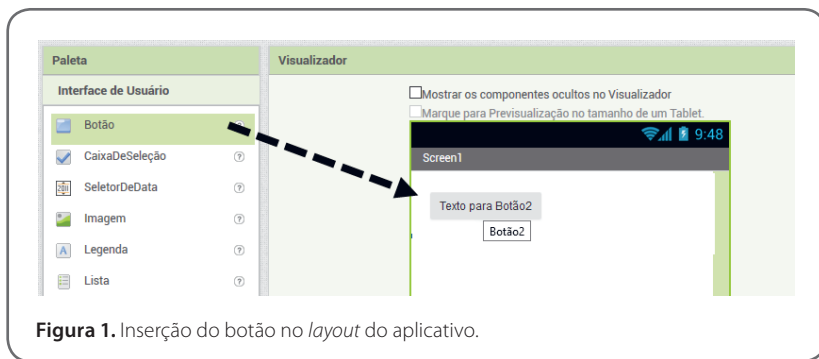 Paleta
Interface de Usuário
Botão
CaixaDeSeleção
SeletorDeData
Imagem
Legenda
Lista
Visualizador
Mostrar os componentes ocultos no Visualizador
Marque para Previsualização no tamanho de um Tablet.
9:48
Screen1
Texto para Botão2
Botão2
Figura 1. Inserção do botão no layout do aplicativo.